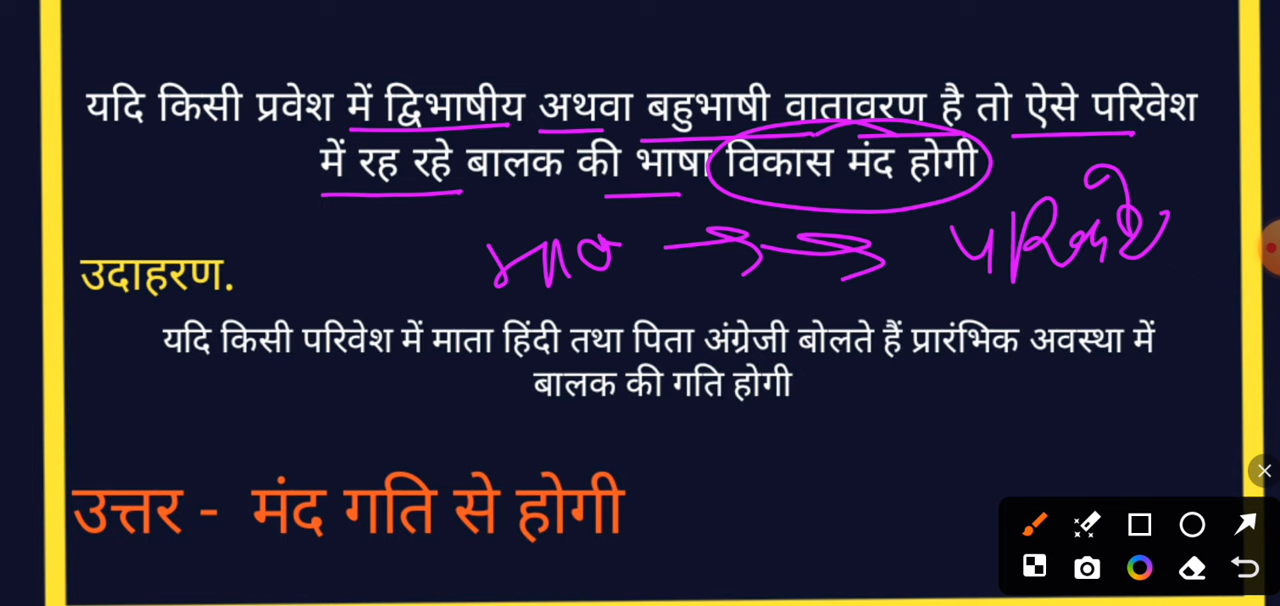 यदि किसी प्रवेश में द्विभाषीय अथवा बहुभाषी वातावरण है तो ऐसे परिवेश
में रह रहे बालक की भाषा विकास मंद होगी
उदाहरण.
यदि किसी परिवेश में माता हिंदी तथा पिता अंग्रेजी बोलते हैं प्रारंभिक अवस्था में
बालक की गति होगी
उत्तर - मंद गति से होगी